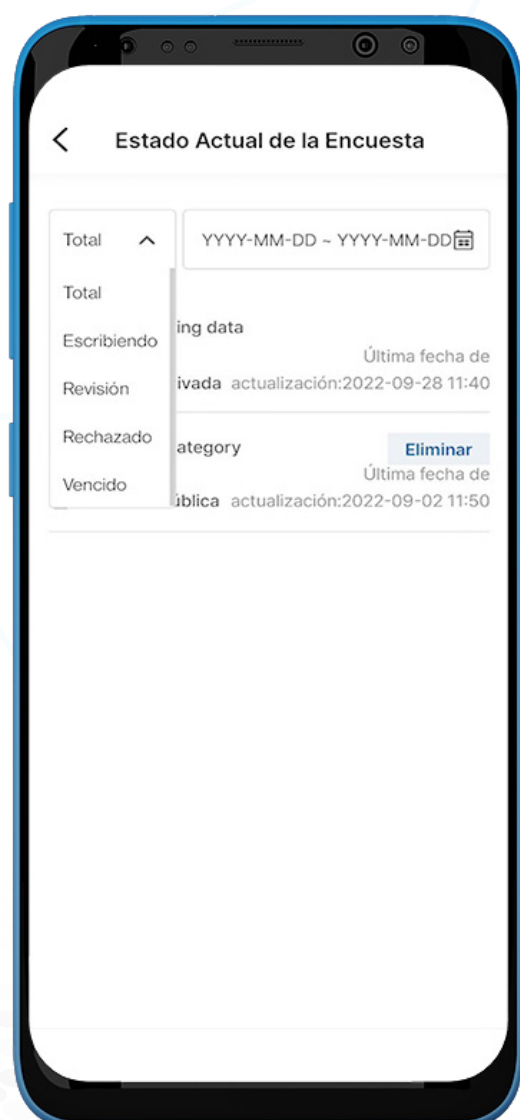 Estado Actual de la Encuesta
Total
YYYY-MM-DD ~ YYYY-MM-DD
Total
Escribiendo
Revisión
Rechazado
Vencido
ing data
Última fecha de
ivada actualización:2022-09-28 11:40
ategory
Eliminar
Última fecha de
ública actualización:2022-09-02 11:50